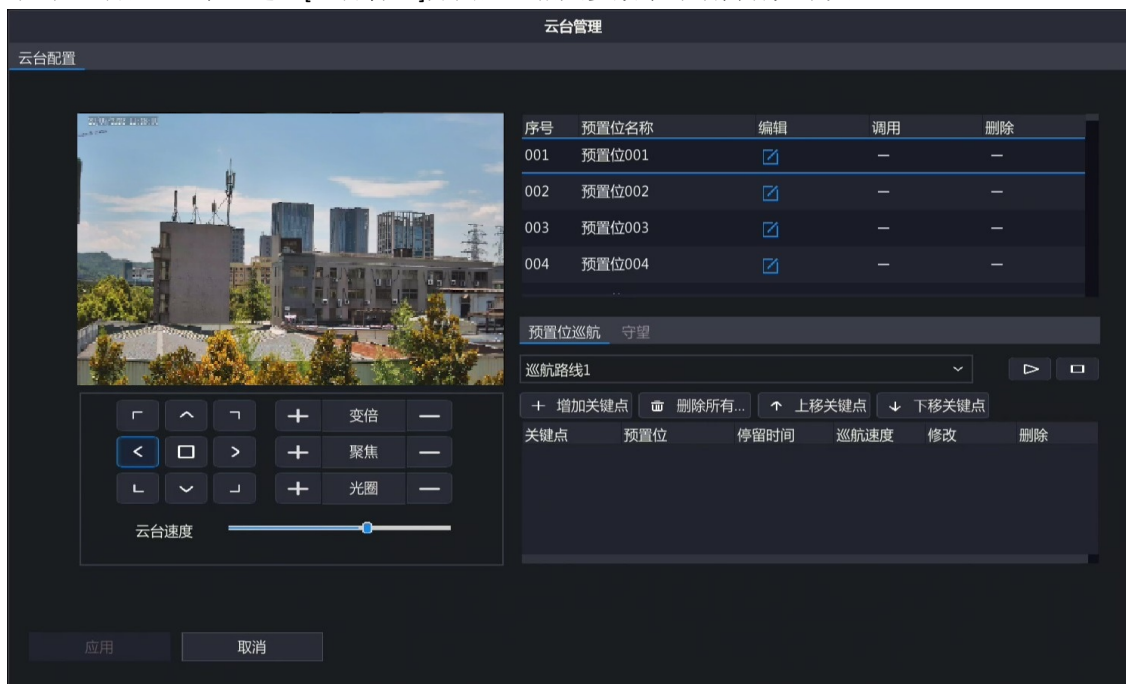 云台管理
云台配置
序号 预置位名称 编辑 调用 删除
001 预置位001 — —
002 预置位002 — —
003 预置位003 — —
004 预置位004 — —
预置位巡航 守望
巡航路线1
增加关键点 删除所有... 上移关键点 下移关键点
关键点 预置位 停留时间 巡航速度 修改 删除
变倍
聚焦
光圈
云台速度
应用 取消